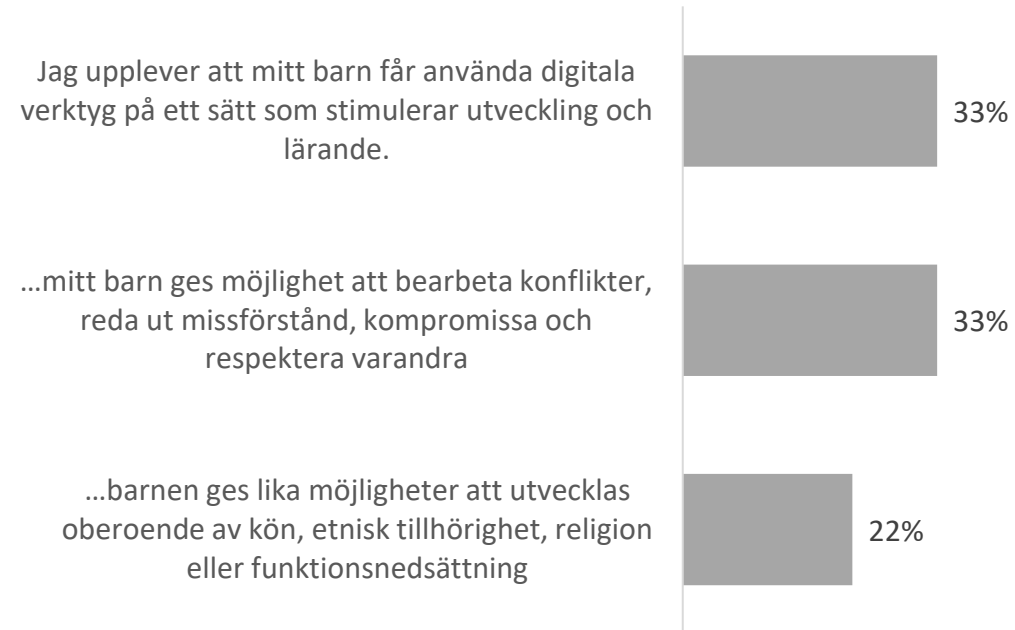 Jag upplever att mitt barn får använda digitala
verktyg på ett sätt som stimulerar utveckling och
lärande.
33%
…mitt barn ges möjlighet att bearbeta konflikter,
reda ut missförstånd, kompromissa och
respektera varandra
33%
…barnen ges lika möjligheter att utvecklas
oberoende av kön, etnisk tillhörighet, religion
eller funktionsnedsättning
22%